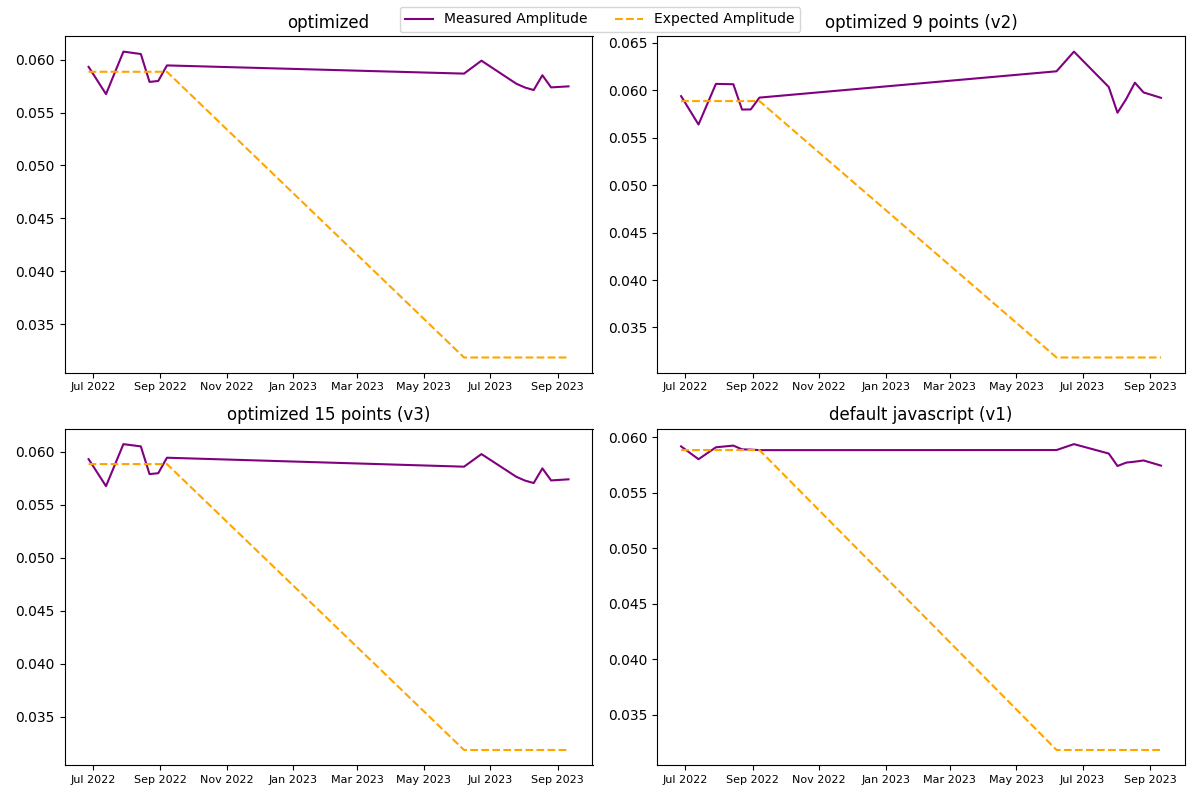 Measured Amplitude Expected Amplitude
optimized
0.060
0.055
0.050
0.045
0.040
0.035
Jul 2022 Sep 2022 Nov 2022 Jan 2023 Mar 2023 May 2023 Jul 2023 Sep 2023
optimized 9 points (v2)
0.065
0.060
0.055
0.050
0.045
0.040
0.035
Jul 2022 Sep 2022 Nov 2022 Jan 2023 Mar 2023 May 2023 Jul 2023 Sep 2023
optimized 15 points (v3)
0.060
0.055
0.050
0.045
0.040
0.035
Jul 2022 Sep 2022 Nov 2022 Jan 2023 Mar 2023 May 2023 Jul 2023 Sep 2023
default javascript (v1)
0.060
0.055
0.050
0.045
0.040
0.035
Jul 2022 Sep 2022 Nov 2022 Jan 2023 Mar 2023 May 2023 Jul 2023 Sep 2023